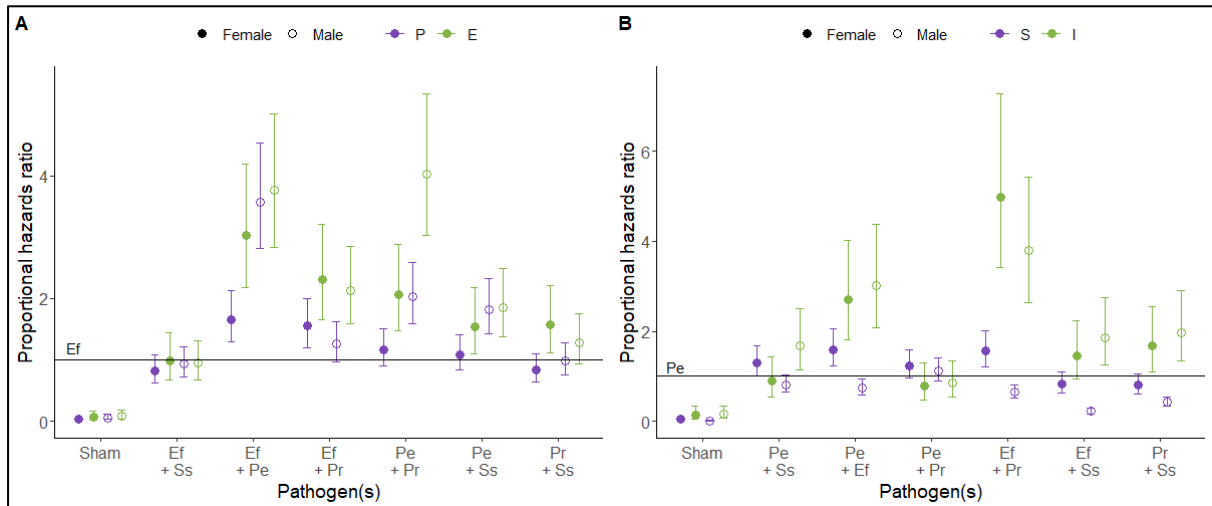 A
Female Male P E
Proportional hazards ratio
4
2
0
Ef
Sham
Ef + Ss
Ef + Pe
Ef + Pr
Pe + Pr
Pe + Ss
Pr + Ss
Pathogen(s)
B
Female Male S I
Proportional hazards ratio
6
4
2
0
Pe
Sham
Pe + Ss
Pe + Ef
Pe + Pr
Ef + Pr
Ef + Ss
Pr + Ss
Pathogen(s)